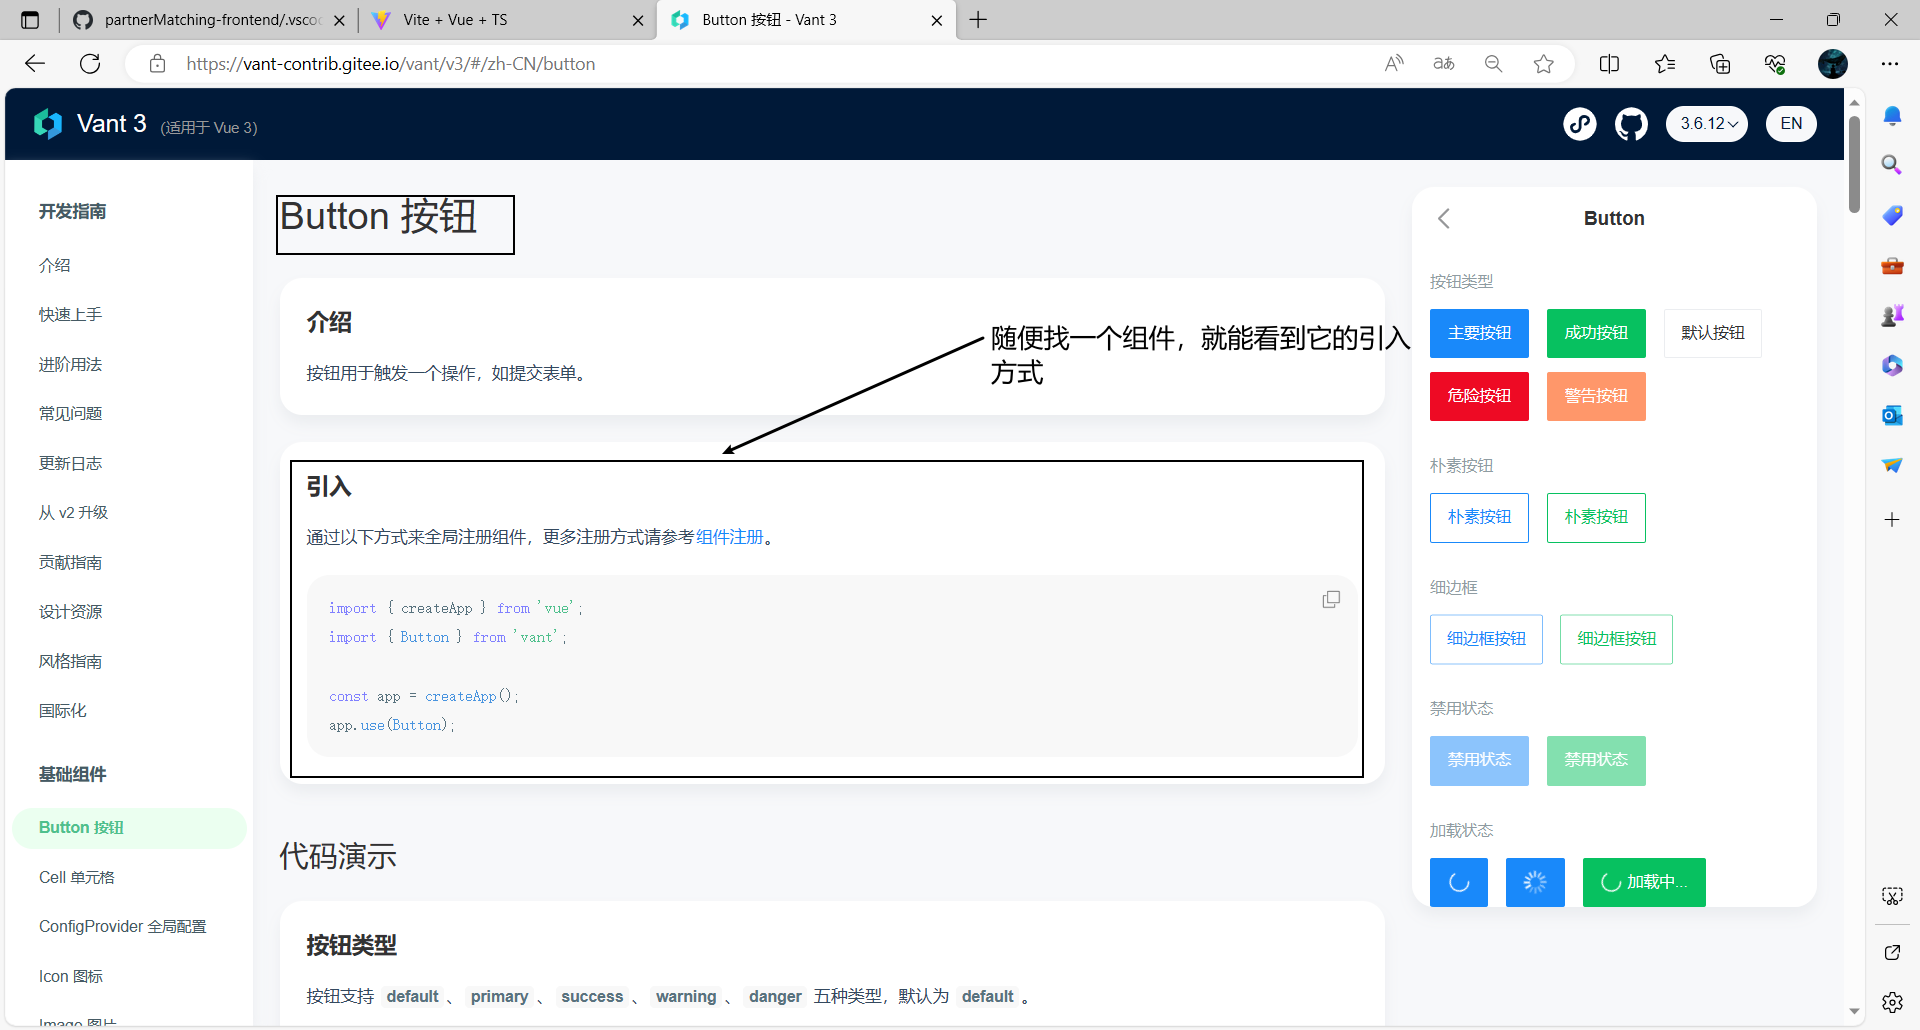 partnerMatching-frontend/.vscoc
Vite + Vue + TS
Button 按钮 - Vant 3
https://vant-contrib.gitee.io/vant/v3/#/zh-CN/button
Vant 3 (适用于 Vue 3)
3.6.12
EN
开发指南
介绍
快速上手
进阶用法
常见问题
更新日志
从 v2 升级
贡献指南
设计资源
风格指南
国际化
基础组件
Button 按钮
Cell 单元格
ConfigProvider 全局配置
Icon 图标
Image 图片
Button 按钮
介绍
按钮用于触发一个操作，如提交表单。
随便找一个组件，就能看到它的引入
方式
引入
通过以下方式来全局注册组件，更多注册方式请参考组件注册。
import { createApp } from 'vue';
import { Button } from 'vant';
const app = createApp();
app.use(Button);
代码演示
按钮类型
按钮支持 default 、 primary 、 success 、 warning 、 danger 五种类型，默认为 default 。
Button
按钮类型
主要按钮 成功按钮 默认按钮
危险按钮 警告按钮
朴素按钮
朴素按钮 朴素按钮
细边框
细边框按钮 细边框按钮
禁用状态
禁用状态 禁用状态
加载状态
加载中...